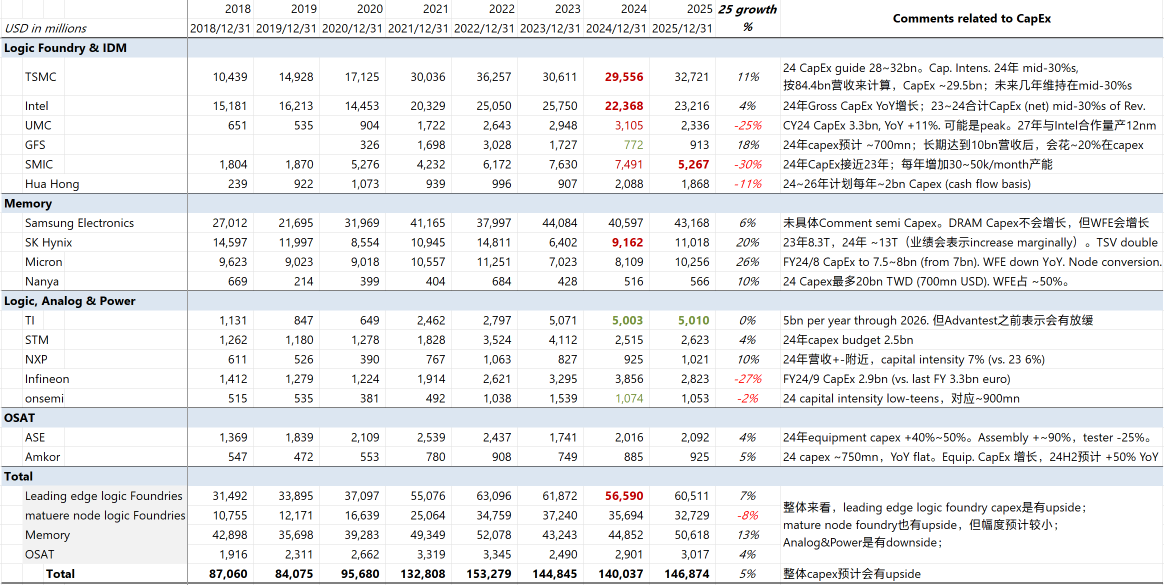 2018 2019 2020 2021 2022 2023 2024 2025 25 growth Comments related to CapEx
USD in millions 2018/12/31 2019/12/31 2020/12/31 2021/12/31 2022/12/31 2023/12/31 2024/12/31 2025/12/31 %
Logic Foundry & IDM
TSMC 10,439 14,928 17,125 30,036 36,257 30,611 29,556 32,721 11% 24 CapEx guide 28~32bn。Cap. Intens. 24年 mid-30%s,
按84.4bn营收来计算，CapEx ~29.5bn；未来几年维持在mid-30%s
Intel 15,181 16,213 14,453 20,329 25,050 25,750 22,368 23,216 4% 24年Gross CapEx YoY增长；23~24合计CapEx (net) mid-30%s of Rev.
UMC 651 535 904 1,722 2,643 2,948 3,105 2,336 -25% CY24 CapEx 3.3bn, YoY +11%. 可能是peak。27年与Intel合作量产12nm
GFS 326 1,698 3,028 1,727 772 913 18% 24年capex预计 ~700mn；长期达到10bn营收后，会花~20%在capex
SMIC 1,804 1,870 5,276 4,232 6,172 7,630 7,491 5,267 -30% 24年CapEx接近23年；每年增加30~50k/month产能
Hua Hong 239 922 1,073 939 996 907 2,088 1,868 -11% 24~26年计划每年~2bn Capex (cash flow basis)
Memory
Samsung Electronics 27,012 21,695 31,969 41,165 37,997 44,084 40,597 43,168 6% 未具体Comment semi Capex。DRAM Capex不会增长，但WFE会增长
SK Hynix 14,597 11,997 8,554 10,945 14,811 6,402 9,162 11,018 20% 23年8.3T，24年 ~13T（业绩会表示increase marginally）。TSV double
Micron 9,623 9,023 9,018 10,557 11,251 7,023 8,109 10,256 26% FY24/8 CapEx to 7.5~8bn (from 7bn). WFE down YoY. Node conversion.
Nanya 669 214 399 404 684 428 516 566 10% 24 Capex最多20bn TWD (700mn USD). WFE占 ~50%。
Logic, Analog & Power
TI 1,131 847 649 2,462 2,797 5,071 5,003 5,010 0% 5bn per year through 2026. 但Advantest之前表示会有放缓
STM 1,262 1,180 1,278 1,828 3,524 4,112 2,515 2,623 4% 24年capex budget 2.5bn
NXP 611 526 390 767 1,063 827 925 1,021 10% 24年营收+-附近，capital intensity 7% (vs. 23 6%)
Infineon 1,412 1,279 1,224 1,914 2,621 3,295 3,856 2,823 -27% FY24/9 CapEx 2.9bn (vs. last FY 3.3bn euro)
onsemi 515 535 381 492 1,038 1,539 1,074 1,053 -2% 24 capital intensity low-teens，对应~900mn
OSAT
ASE 1,369 1,839 2,109 2,539 2,437 1,741 2,016 2,092 4% 24年equipment capex +40%~50%。Assembly +~90%，tester -25%。
Amkor 547 472 553 780 908 749 885 925 5% 24 capex ~750mn，YoY flat。Equip. CapEx 增长，24H2预计 +50% YoY
Total
Leading edge logic Foundries 31,492 33,895 37,097 55,076 63,096 61,872 56,590 60,511 7% 整体来看，leading edge logic foundry capex是有upside；
matuere node logic Foundries 10,755 12,171 16,639 25,064 34,759 37,240 35,694 32,729 -8% mature node foundry也有upside，但幅度预计较小；
Memory 42,898 35,698 39,283 49,349 52,078 43,243 44,852 50,618 13% Analog&Power是有downside；
OSAT 1,916 2,311 2,662 3,319 3,345 2,490 2,901 3,017 4%
Total 87,060 84,075 95,680 132,808 153,279 144,845 140,037 146,874 5% 整体capex预计会有upside